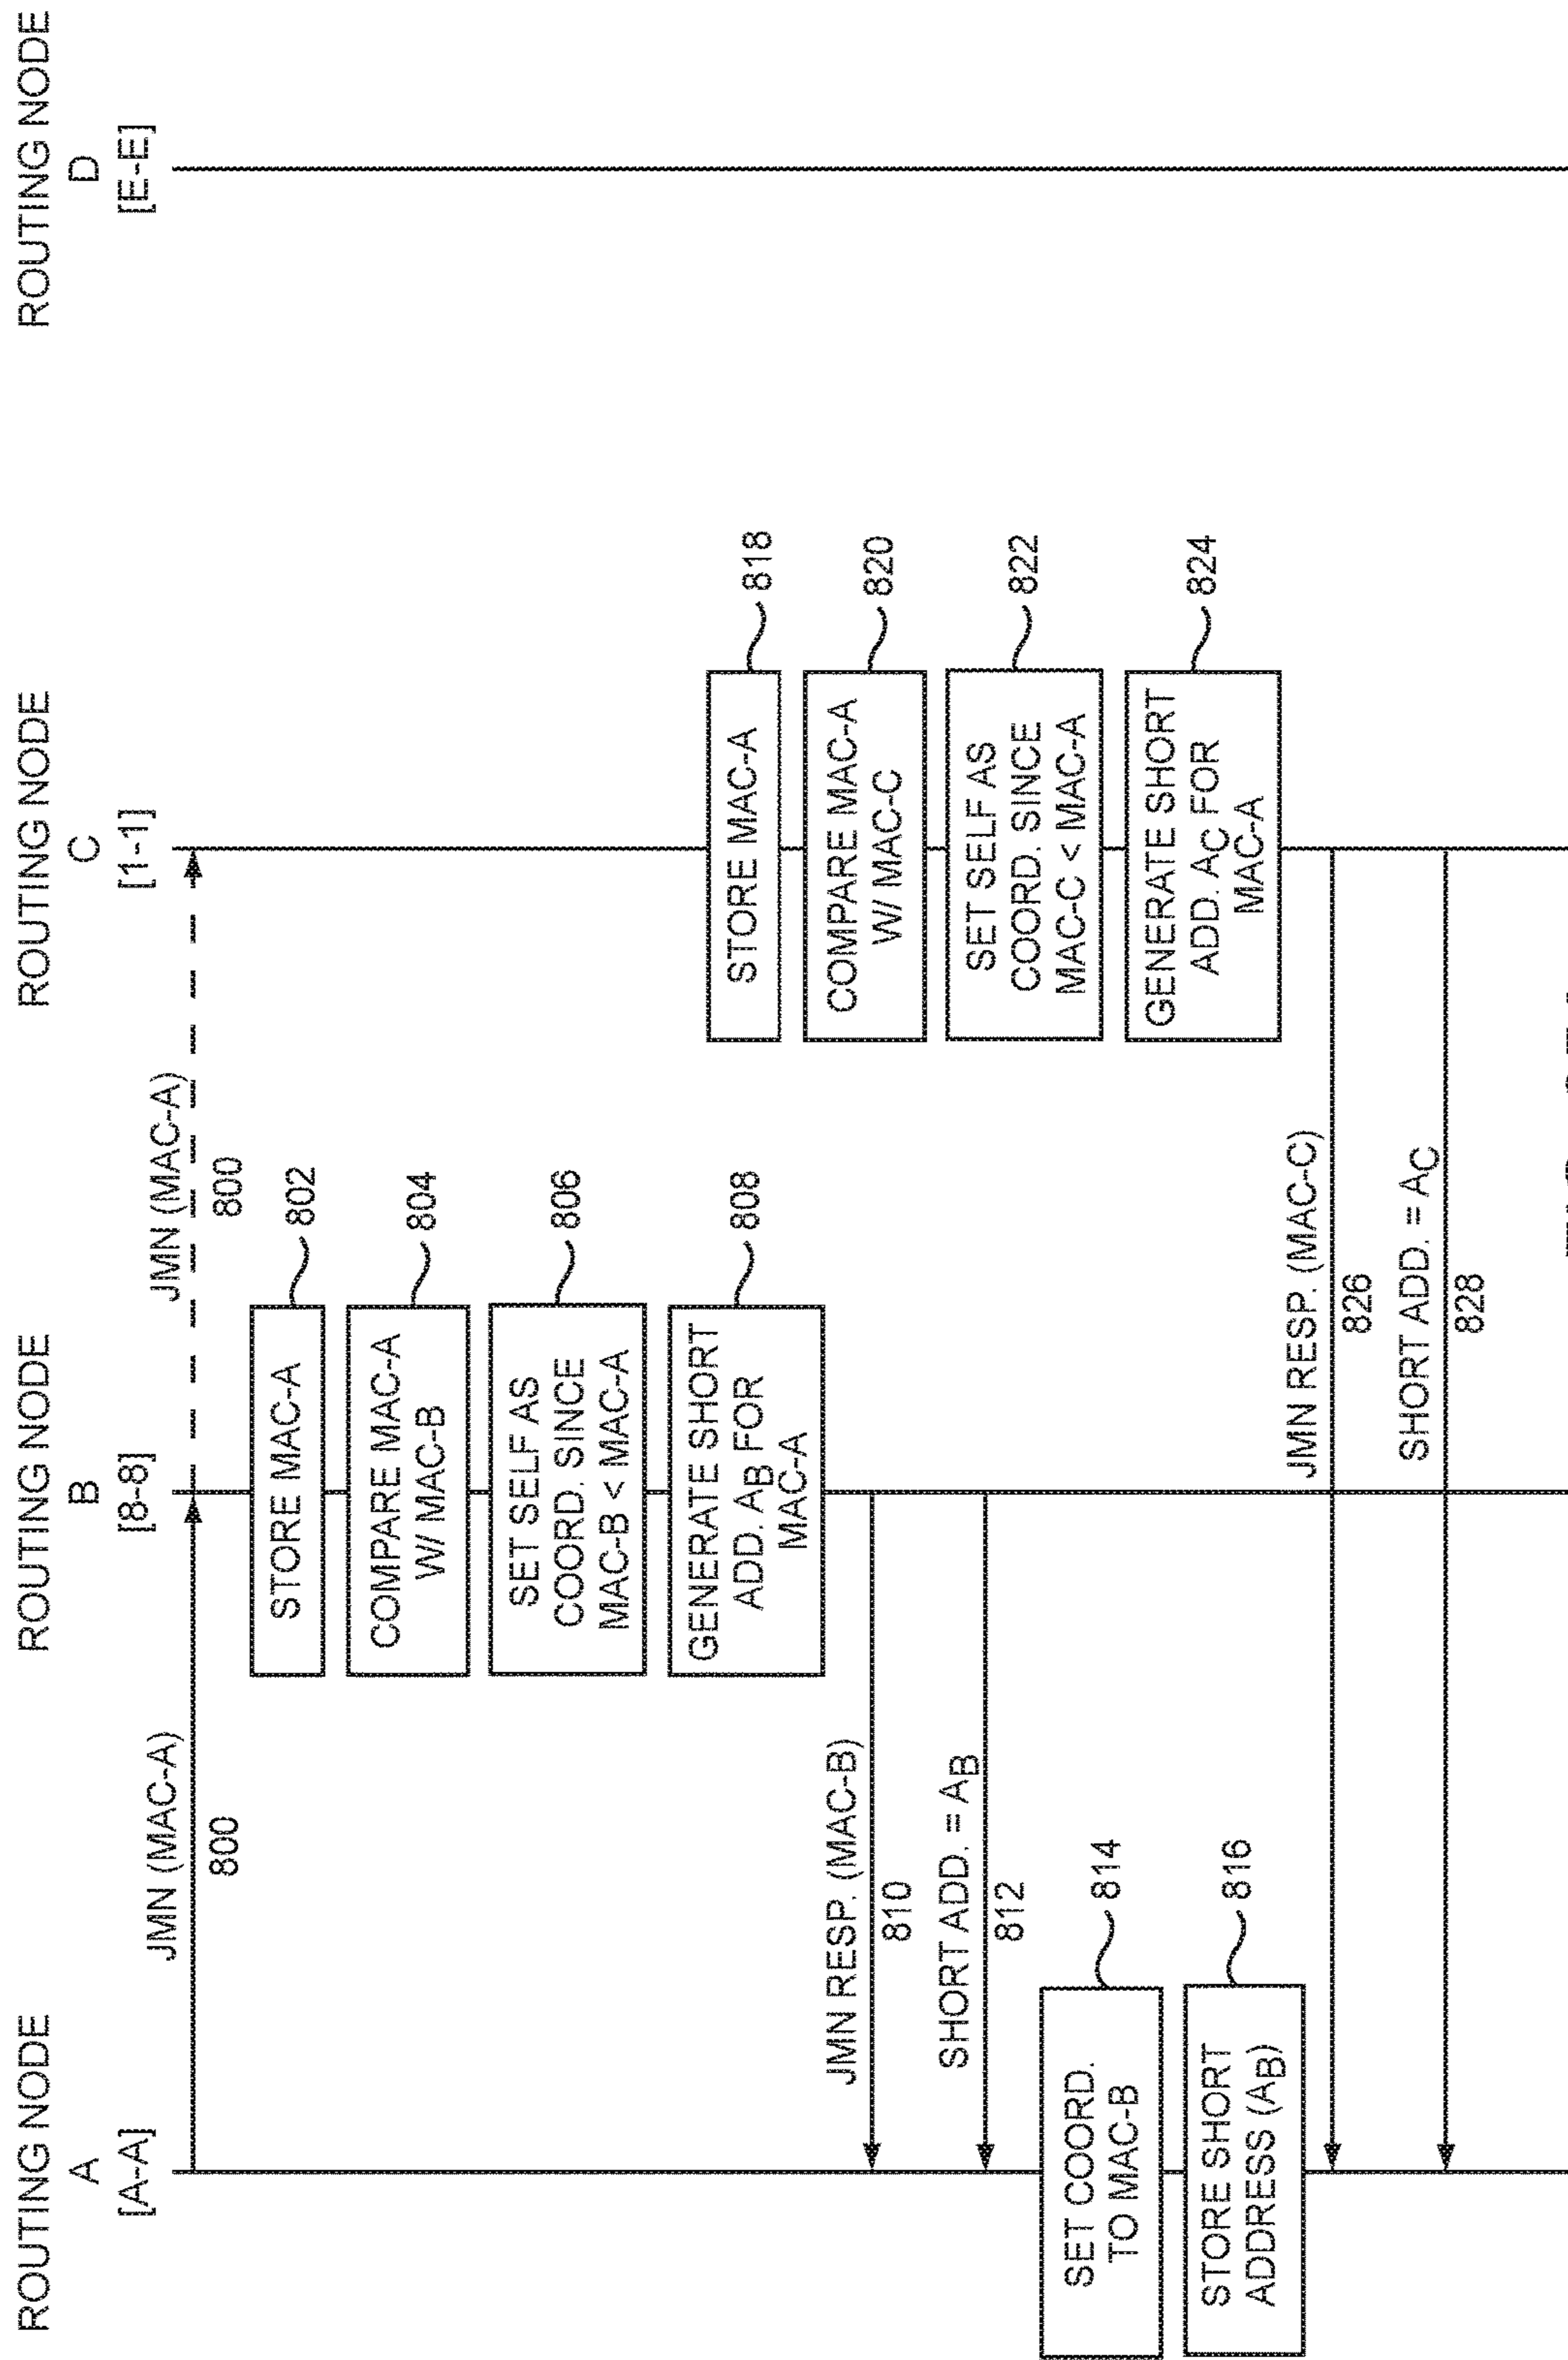 ROUTING NODE
A
[A-A]
ROUTING NODE
B
[8-8]
ROUTING NODE
C
[1-1]
ROUTING NODE
D
[E-E]
JMN (MAC-A)
800
JMN (MAC-A)
800
STORE MAC-A
802
COMPARE MAC-A
W/ MAC-B
804
SET SELF AS
COORD. SINCE
MAC-B < MAC-A
806
GENERATE SHORT
ADD. AB FOR
MAC-A
808
JMN RESP. (MAC-B)
810
SHORT ADD. = AB
812
SET COORD.
TO MAC-B
814
STORE SHORT
ADDRESS (AB)
816
STORE MAC-A
818
COMPARE MAC-A
W/ MAC-C
820
SET SELF AS
COORD. SINCE
MAC-C < MAC-A
822
GENERATE SHORT
ADD. AC FOR
MAC-A
824
JMN RESP. (MAC-C)
826
SHORT ADD. = AC
828